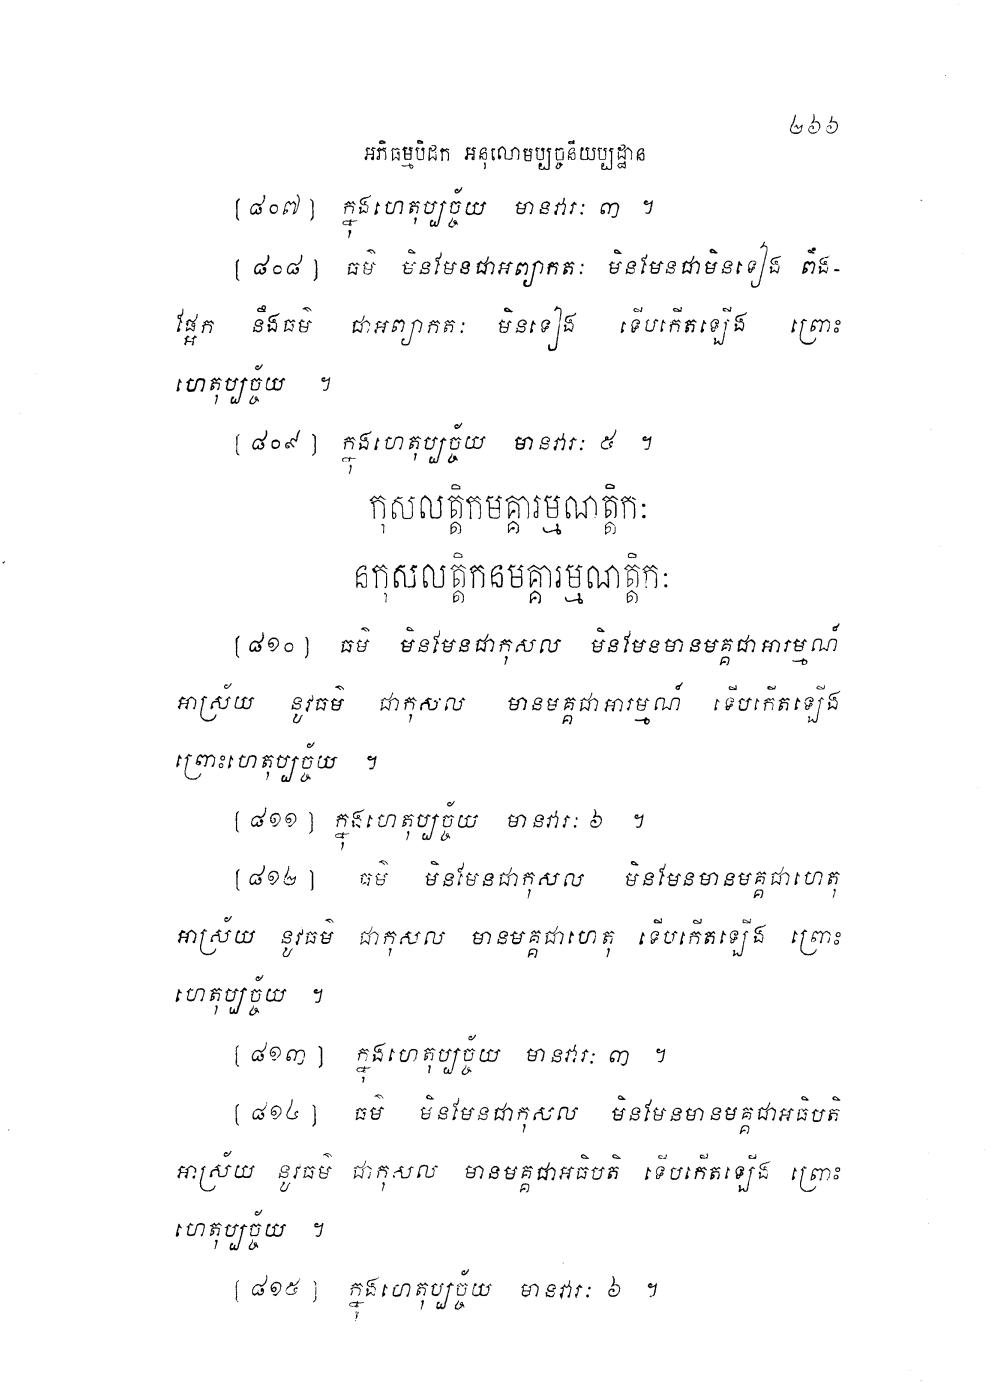 ២៦៦
អភិធម្មបិដក អនុលោមប្បច្ចនីយប្បដ្ឋាន
[៨០៧] ក្នុងហេតុប្បច្ច័យ មានវារៈ ៣ ។
[៨០៨] ធម៌ មិនមែនជាអព្យាកតៈ មិនមែនជាមិនទៀង ពឹង-
ផ្អែក នឹងធម៌ ជាអព្យាកតៈ មិនទៀង ទើបកើតឡើង ព្រោះ
ហេតុប្បច្ច័យ ។
[៨០៩] ក្នុងហេតុប្បច្ច័យ មានវារៈ ៥ ។
កុសលត្តិកមគ្គារម្មណត្តិកៈ
នកុសលត្តិកនមគ្គារម្មណត្តិកៈ
[៨១០] ធម៌ មិនមែនជាកុសល មិនមែនមានមគ្គជាអារម្មណ៍
អាស្រ័យ នូវធម៌ ជាកុសល មានមគ្គជាអារម្មណ៍ ទើបកើតឡើង
ព្រោះហេតុប្បច្ច័យ ។
[៨១១] ក្នុងហេតុប្បច្ច័យ មានវារៈ ៦ ។
[៨១២] ធម៌ មិនមែនជាកុសល មិនមែនមានមគ្គជាហេតុ
អាស្រ័យ នូវធម៌ ជាកុសល មានមគ្គជាហេតុ ទើបកើតឡើង ព្រោះ
ហេតុប្បច្ច័យ ។
[៨១៣] ក្នុងហេតុប្បច្ច័យ មានវារៈ ៣ ។
[៨១៤] ធម៌ មិនមែនជាកុសល មិនមែនមានមគ្គជាអធិបតិ
អាស្រ័យ នូវធម៌ ជាកុសល មានមគ្គជាអធិបតិ ទើបកើតឡើង ព្រោះ
ហេតុប្បច្ច័យ ។
[៨១៥] ក្នុងហេតុប្បច្ច័យ មានវារៈ ៦ ។